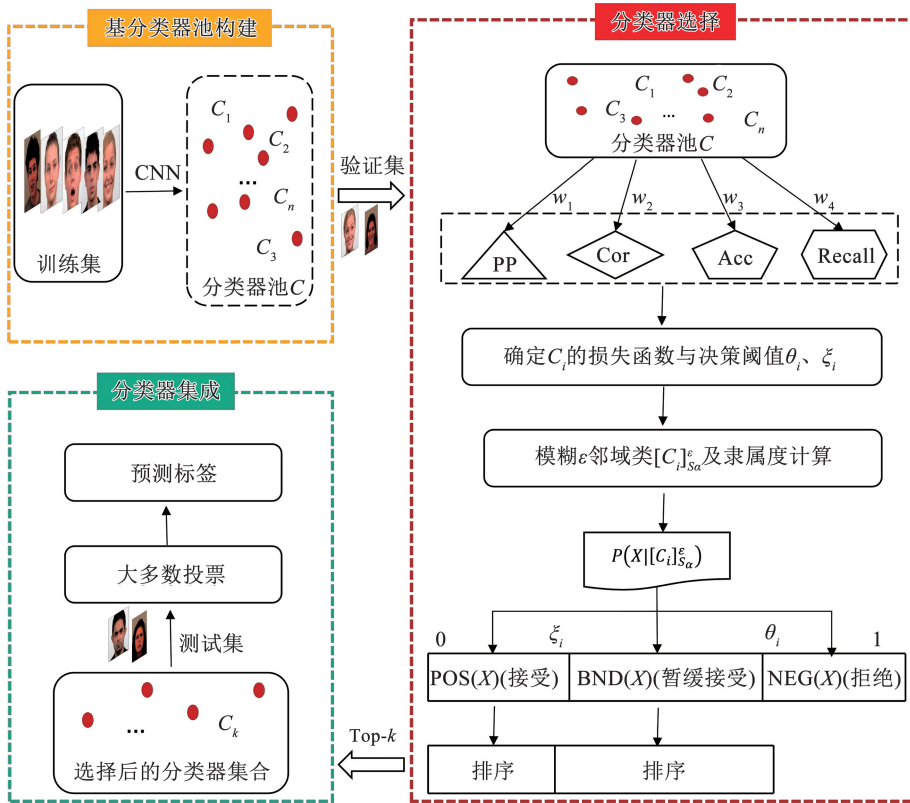 基分类器池构建
CNN
训练集
C₁
C₂
...
Cₙ
C₃
分类器池C
验证集
分类器选择
C₁
C₂
C₃
...
Cₙ
分类器池C
w₁
w₂
w₃
w₄
PP
Cor
Acc
Recall
确定Cᵢ的损失函数与决策阈值θᵢ、ξᵢ
模糊ε邻域类[Cᵢ]^ε_Sα及隶属度计算
P(X|[Cᵢ]^ε_Sα)
0
ξᵢ
θᵢ
1
POS(X)(接受)
BND(X)(暂缓接受)
NEG(X)(拒绝)
排序
排序
Top-k
分类器集成
预测标签
大多数投票
测试集
...
Cₖ
选择后的分类器集合